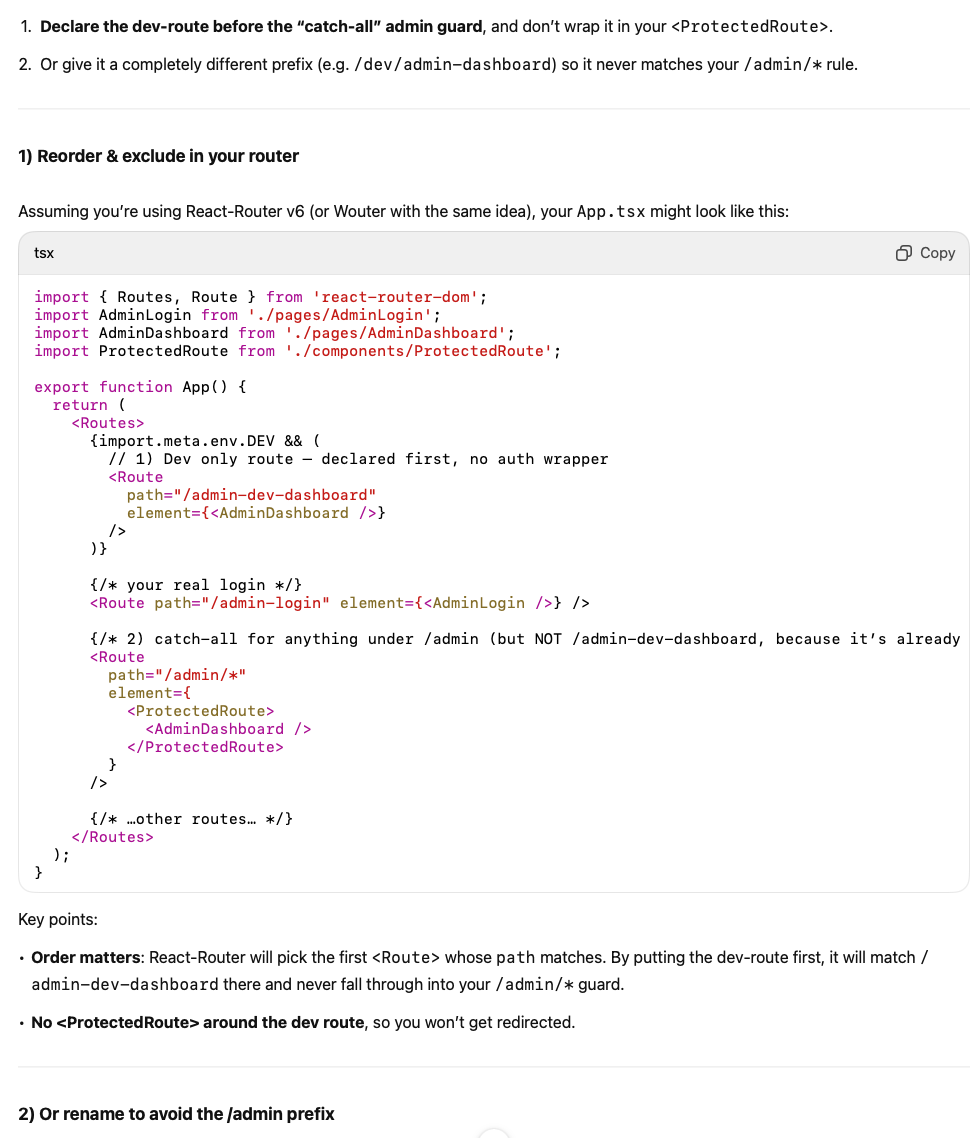 1. Declare the dev-route before the “catch-all” admin guard, and don’t wrap it in your <ProtectedRoute>.
2. Or give it a completely different prefix (e.g. /dev/admin-dashboard) so it never matches your /admin/* rule.
1) Reorder & exclude in your router
Assuming you’re using React-Router v6 (or Wouter with the same idea), your App.tsx might look like this:
tsx
Copy
import { Routes, Route } from 'react-router-dom';
import AdminLogin from './pages/AdminLogin';
import AdminDashboard from './pages/AdminDashboard';
import ProtectedRoute from './components/ProtectedRoute';

export function App() {
  return (
    <Routes>
      {import.meta.env.DEV && (
        // 1) Dev only route — declared first, no auth wrapper
        <Route
          path="/admin-dev-dashboard"
          element={<AdminDashboard />}
        />
      )}

      {/* your real login */}
      <Route path="/admin-login" element={<AdminLogin />} />

      {/* 2) catch-all for anything under /admin (but NOT /admin-dev-dashboard, because it’s already
      <Route
        path="/admin/*"
        element={
          <ProtectedRoute>
            <AdminDashboard />
          </ProtectedRoute>
        }
      />

      {/* …other routes… */}
    </Routes>
  );
}
Key points:
• Order matters: React-Router will pick the first <Route> whose path matches. By putting the dev-route first, it will match /
admin-dev-dashboard there and never fall through into your /admin/* guard.
• No <ProtectedRoute> around the dev route, so you won’t get redirected.
2) Or rename to avoid the /admin prefix